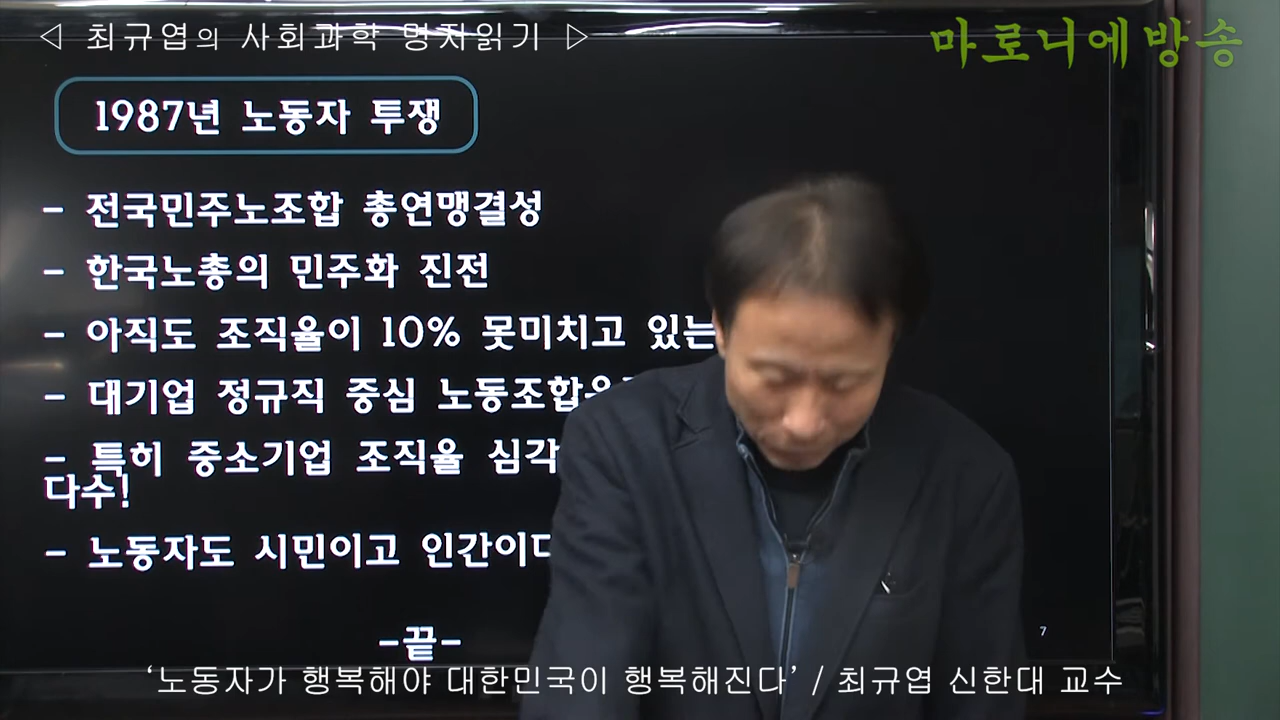 ◁ 최규엽의 사회과학 명저읽기 ▷
마로니에방송
1987년 노동자 투쟁
- 전국민주노조합 총연맹결성
- 한국노총의 민주화 진전
- 아직도 조직율이 10% 못미치고 있는
- 대기업 정규직 중심 노동조합
- 특히 중소기업 조직율 심각
다수!
- 노동자도 시민이고 인간이다
-끝-
7
‘노동자가 행복해야 대한민국이 행복해진다’ / 최규엽 신한대 교수